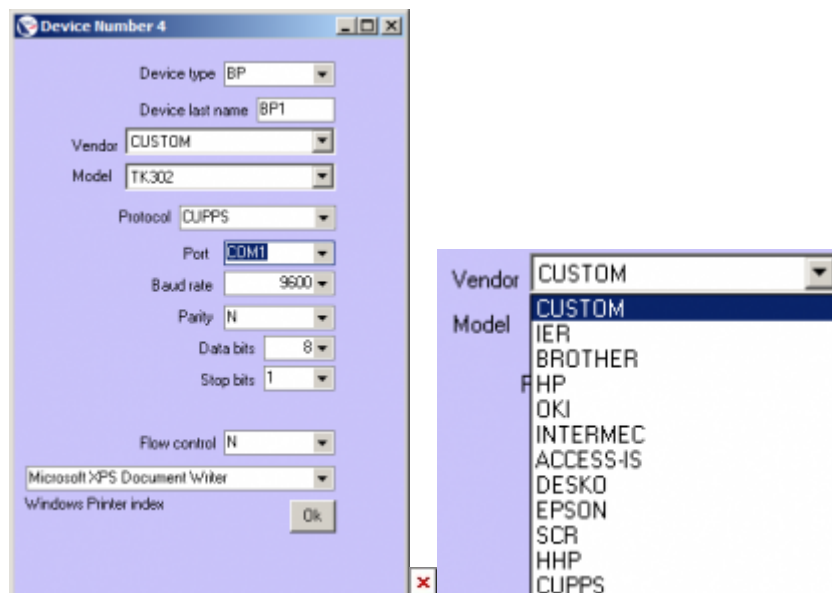 Device Number 4
Device type BP
Device last name BP1
Vendor CUSTOM
Model TK302
Protocol CUPPS
Port COM1
Baud rate 9600
Parity N
Data bits 8
Stop bits 1
Flow control N
Microsoft XPS Document Writer
Windows Printer index
Ok
Vendor CUSTOM
CUSTOM
Model
IER
BROTHER
HP
OKI
INTERMEC
ACCESS-IS
DESKO
EPSON
SCR
HHP
CUPPS